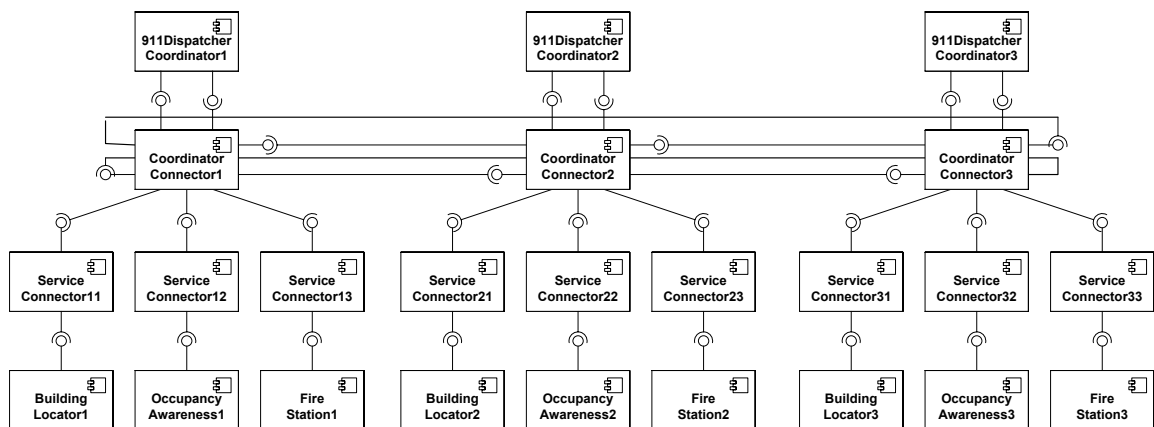 911Dispatcher
Coordinator1
911Dispatcher
Coordinator2
911Dispatcher
Coordinator3
Coordinator
Connector1
Coordinator
Connector2
Coordinator
Connector3
Service
Connector11
Service
Connector12
Service
Connector13
Service
Connector21
Service
Connector22
Service
Connector23
Service
Connector31
Service
Connector32
Service
Connector33
Building
Locator1
Occupancy
Awareness1
Fire
Station1
Building
Locator2
Occupancy
Awareness2
Fire
Station2
Building
Locator3
Occupancy
Awareness3
Fire
Station3